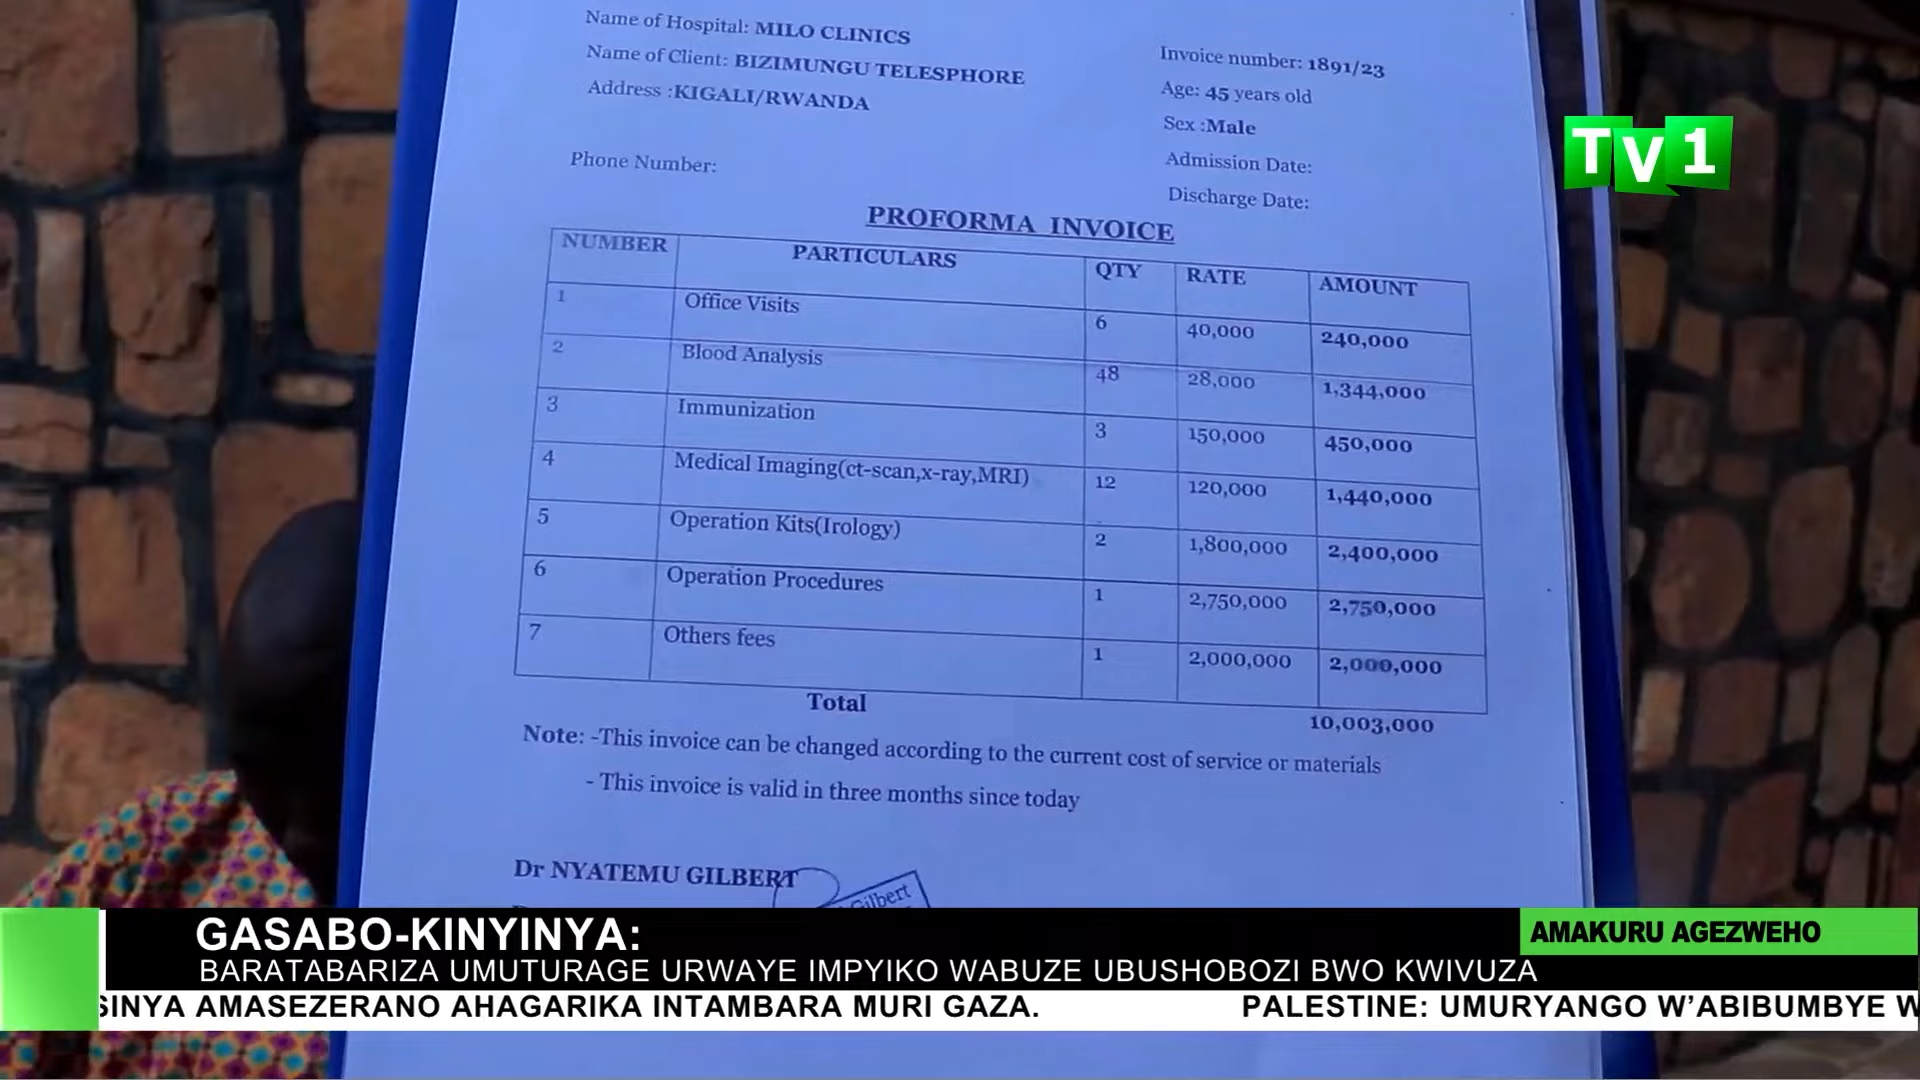 Name of Hospital: MILO CLINICS
Name of Client: BIZIMUNGU TELESPHORE
Address :KIGALI/RWANDA
Phone Number:
Invoice number: 1891/23
Age: 45 years old
Sex :Male
Admission Date:
Discharge Date:
TV1
PROFORMA INVOICE
NUMBER PARTICULARS QTY RATE AMOUNT
1 Office Visits 6 40,000 240,000
2 Blood Analysis 48 28,000 1,344,000
3 Immunization 3 150,000 450,000
4 Medical Imaging(ct-scan,x-ray,MRI) 12 120,000 1,440,000
5 Operation Kits(Irology) 2 1,800,000 2,400,000
6 Operation Procedures 1 2,750,000 2,750,000
7 Others fees 1 2,000,000 2,000,000
Total 10,003,000
Note: -This invoice can be changed according to the current cost of service or materials
- This invoice is valid in three months since today
Dr NYATEMU GILBERT
Gilbert
GASABO-KINYINYA:
AMAKURU AGEZWEHO
BARATABARIZA UMUTURAGE URWAYE IMPYIKO WABUZE UBUSHOBOZI BWO KWIVUZA
SINYA AMASEZERANO AHAGARIKA INTAMBARA MURI GAZA. PALESTINE: UMURYANGO W'ABIBUMBYE W